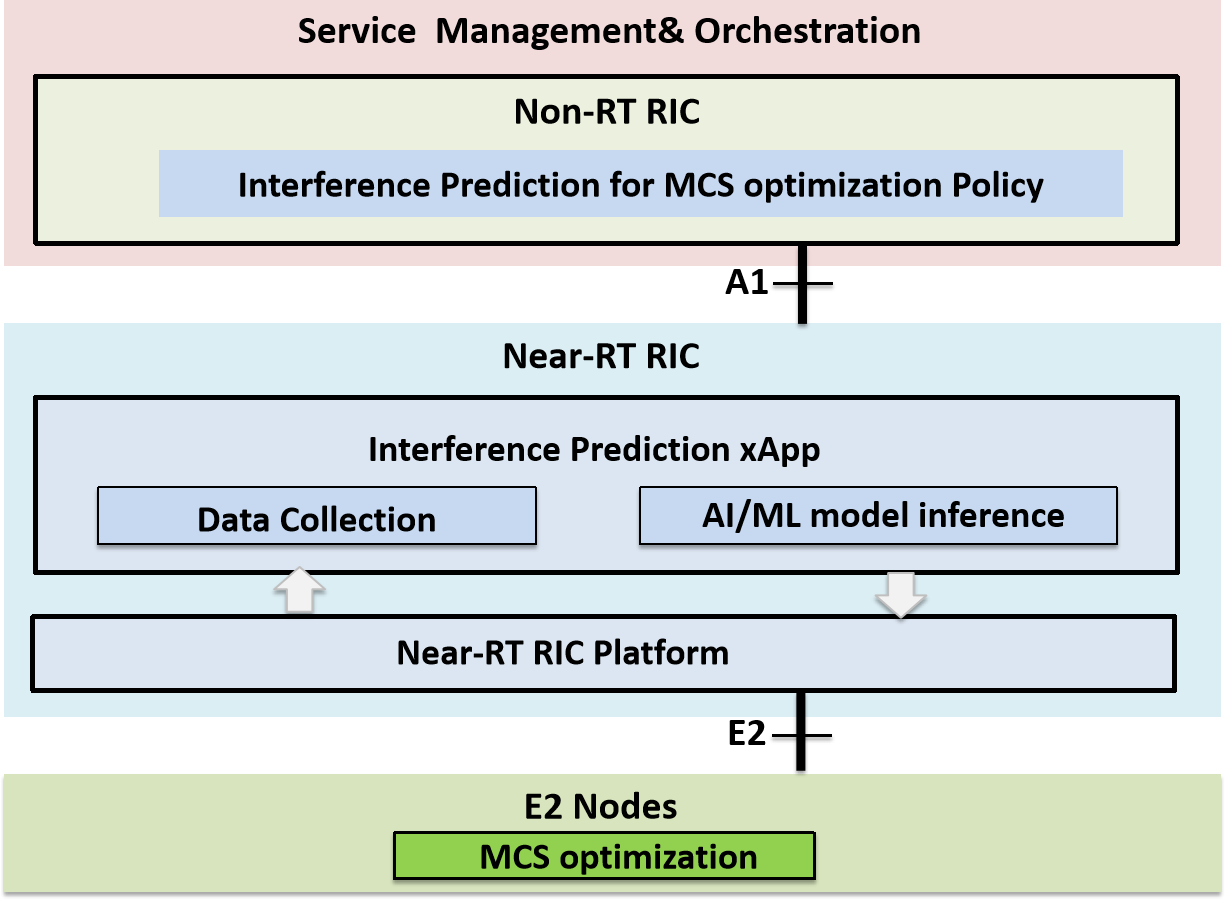 Service Management& Orchestration
Non-RT RIC
Interference Prediction for MCS optimization Policy
A1
Near-RT RIC
Interference Prediction xApp
Data Collection
AI/ML model inference
Near-RT RIC Platform
E2
E2 Nodes
MCS optimization